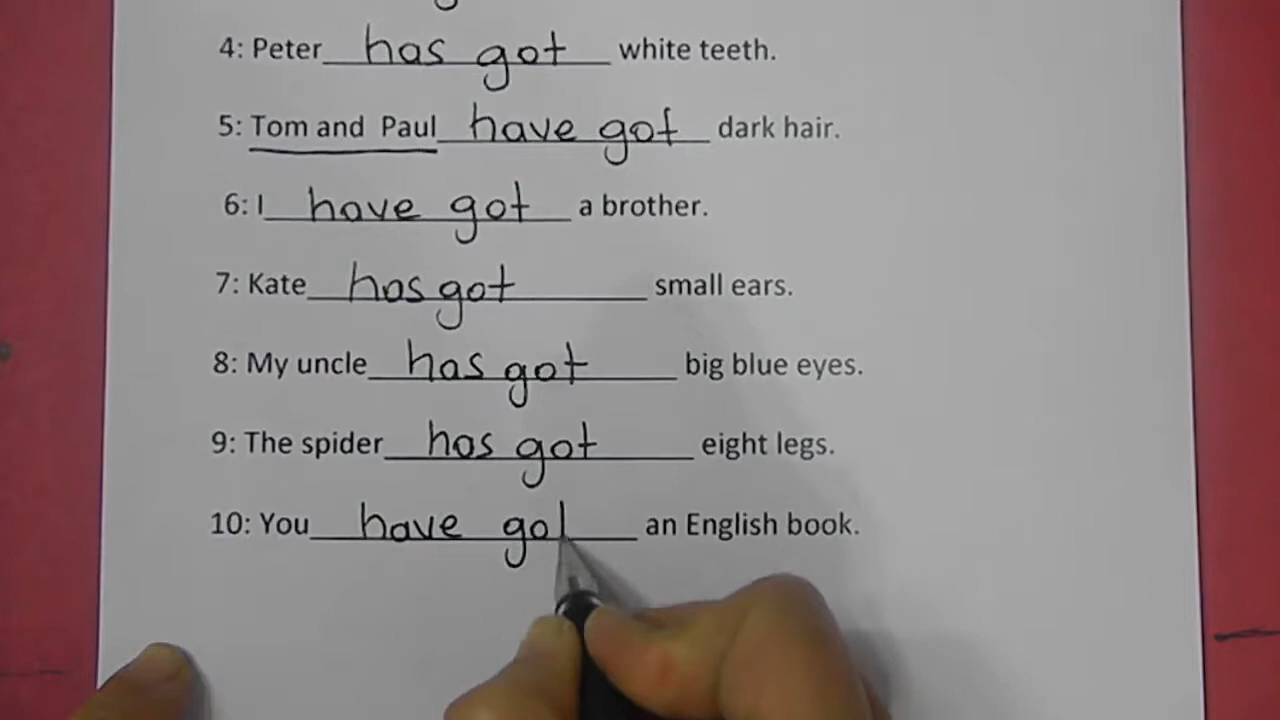 4: Peter has got white teeth.
5: Tom and Paul have got dark hair.
6: I have got a brother.
7: Kate has got small ears.
8: My uncle has got big blue eyes.
9: The spider has got eight legs.
10: You have got an English book.